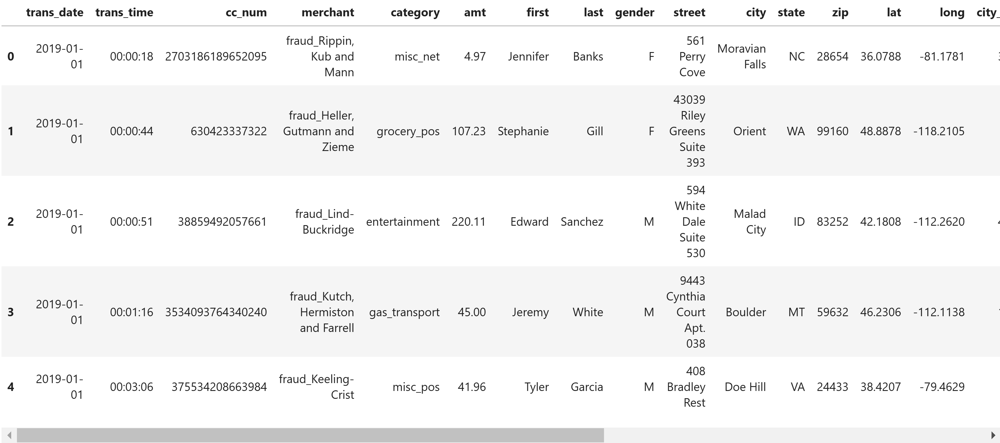 trans_date trans_time cc_num merchant category amt first last gender street city state zip lat long city_
0 2019-01-01 00:00:18 2703186189652095 fraud_Rippin, Kub and Mann misc_net 4.97 Jennifer Banks F 561 Perry Cove Moravian Falls NC 28654 36.0788 -81.1781
1 2019-01-01 00:00:44 630423337322 fraud_Heller, Gutmann and Zieme grocery_pos 107.23 Stephanie Gill F 43039 Riley Greens Suite 393 Orient WA 99160 48.8878 -118.2105
2 2019-01-01 00:00:51 38859492057661 fraud_Lind-Buckridge entertainment 220.11 Edward Sanchez M 594 White Dale Suite 530 Malad City ID 83252 42.1808 -112.2620
3 2019-01-01 00:01:16 3534093764340240 fraud_Kutch, Hermiston and Farrell gas_transport 45.00 Jeremy White M 9443 Cynthia Court Apt. 038 Boulder MT 59632 46.2306 -112.1138
4 2019-01-01 00:03:06 375534208663984 fraud_Keeling-Crist misc_pos 41.96 Tyler Garcia M 408 Bradley Rest Doe Hill VA 24433 38.4207 -79.4629